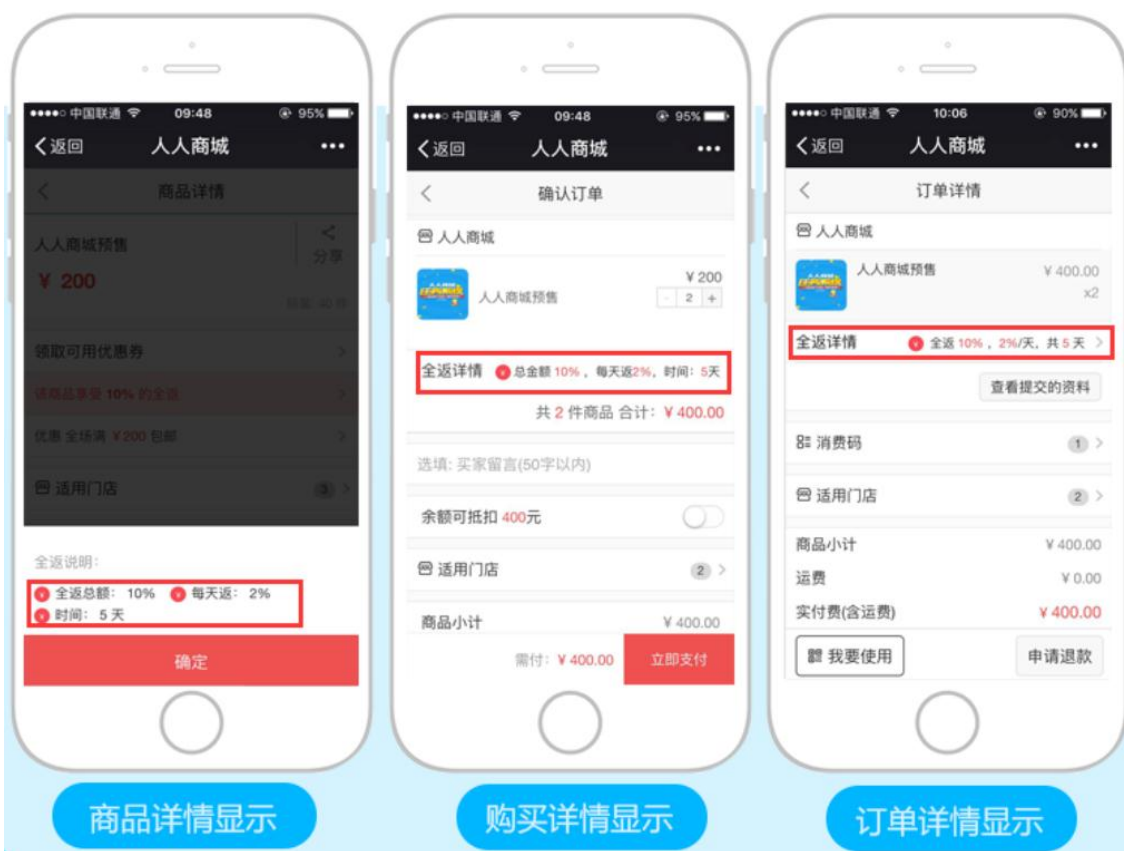 中国联通 09:48 95%
返回 人人商城
商品详情
人人商城预售
分享
¥ 200
销量 40 件
领取可用优惠券
该商品享受 10% 的全返
优惠 全场满 ¥200 包邮
适用门店 3
全返说明：
¥ 全返总额： 10% ¥ 每天返： 2%
¥ 时间： 5 天
确定
商品详情显示
中国联通 09:48 95%
返回 人人商城
确认订单
人人商城
¥ 200
人人商城预售 - 2 +
全返详情 ¥ 总金额 10% ，每天返2%，时间：5天
共 2 件商品 合计：¥ 400.00
选填: 买家留言(50字以内)
余额可抵扣 400元
适用门店 2
商品小计 ¥ 400.00
需付：¥ 400.00 立即支付
购买详情显示
中国联通 10:06 90%
返回 人人商城
订单详情
人人商城
人人商城预售 ¥ 400.00
x2
全返详情 ¥ 全返 10% ，2%/天，共 5 天
查看提交的资料
消费码 1
适用门店 2
商品小计 ¥ 400.00
运费 ¥ 0.00
实付费(含运费) ¥ 400.00
我要使用 申请退款
订单详情显示